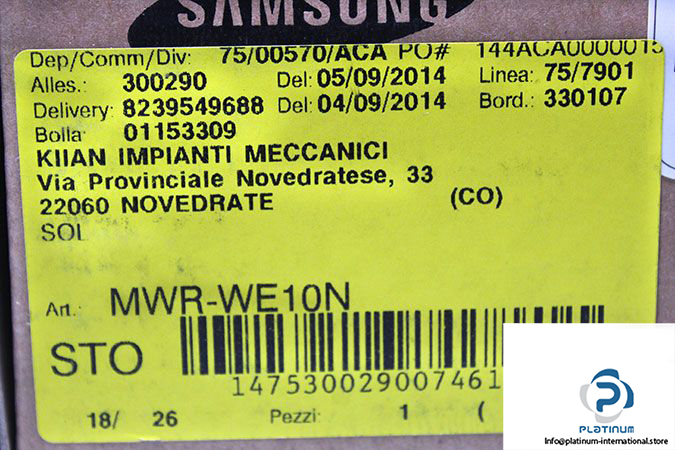 SAMSUNG
Dep/Comm/Div: 75/00570/ACA PO# 144ACA0000015
Alles.: 300290 Del: 05/09/2014 Linea: 75/7901
Delivery: 8239549688 Del: 04/09/2014 Bord.: 330107
Bolla 01153309
KIIAN IMPIANTI MECCANICI
Via Provinciale Novedratese, 33
22060 NOVEDRATE (CO)
SOL
Art.: MWR-WE10N
STO
147530029007461
18/ 26 Pezzi: 1 (
PLATINUM
info@platinum-international.store